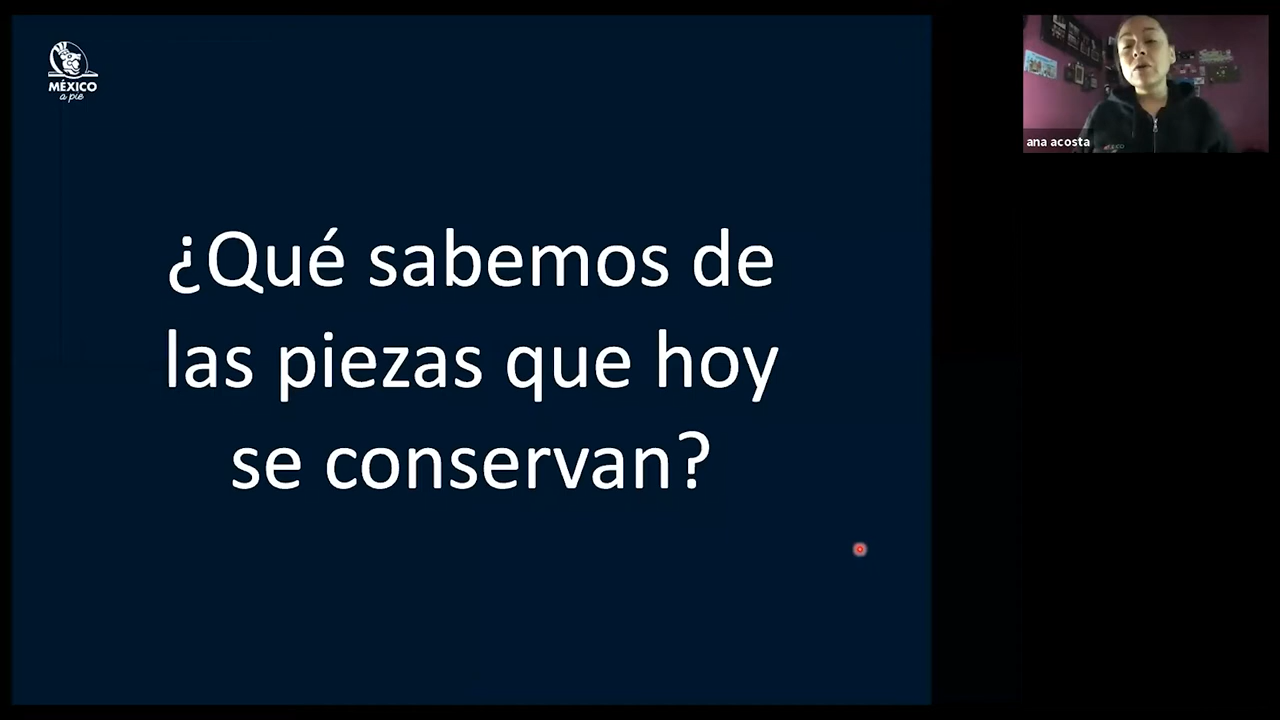 MÉXICO
a pie
¿Qué sabemos de
las piezas que hoy
se conservan?
ana acosta